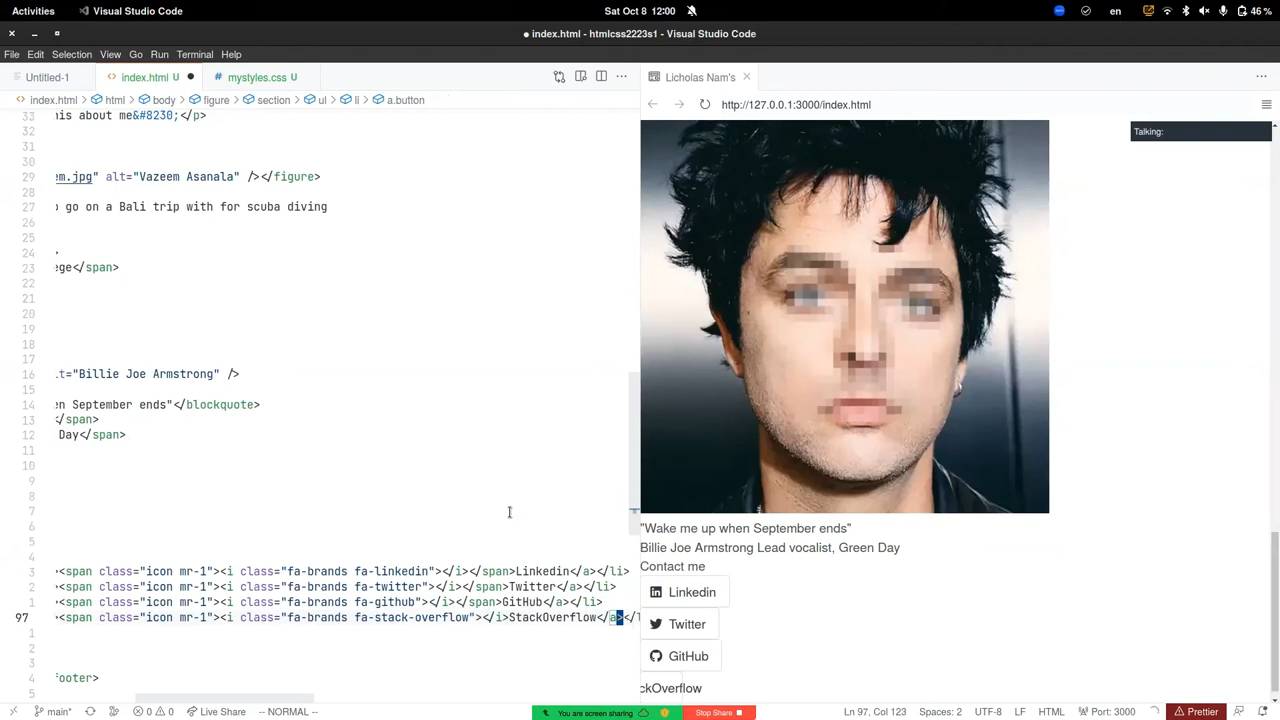 Activities Visual Studio Code Sat Oct 8 12:00 en 46 %
index.html - htmlcss2223s1 - Visual Studio Code
File Edit Selection View Go Run Terminal Help
Untitled-1 index.html U mystyles.css U
index.html html body figure section ul li a.button
33 his about me&#8230;</p>
32
31
30
29 em.jpg" alt="Vazeem Asanala" /></figure>
28
27 o go on a Bali trip with for scuba diving
26
25
24 >
23 ege</span>
22
21
20
19
18
17
16 lt="Billie Joe Armstrong" />
15
14 en September ends"</blockquote>
13 </span>
12 Day</span>
11
10
9
8
7
6
5
4
3 ><span class="icon mr-1"><i class="fa-brands fa-linkedin"></i></span>Linkedin</a></li>
2 ><span class="icon mr-1"><i class="fa-brands fa-twitter"></i></span>Twitter</a></li>
1 ><span class="icon mr-1"><i class="fa-brands fa-github"></i></span>GitHub</a></li>
97 ><span class="icon mr-1"><i class="fa-brands fa-stack-overflow"></i>StackOverflow</a></l
1
2
3
4 footer>
5
Licholas Nam's
http://127.0.0.1:3000/index.html
Talking:
"Wake me up when September ends"
Billie Joe Armstrong Lead vocalist, Green Day
Contact me
Linkedin
Twitter
GitHub
ckOverflow
main* 0 0 Live Share -- NORMAL -- You are screen sharing Stop Share Ln 97, Col 123 Spaces: 2 UTF-8 LF HTML Port: 3000 Prettier